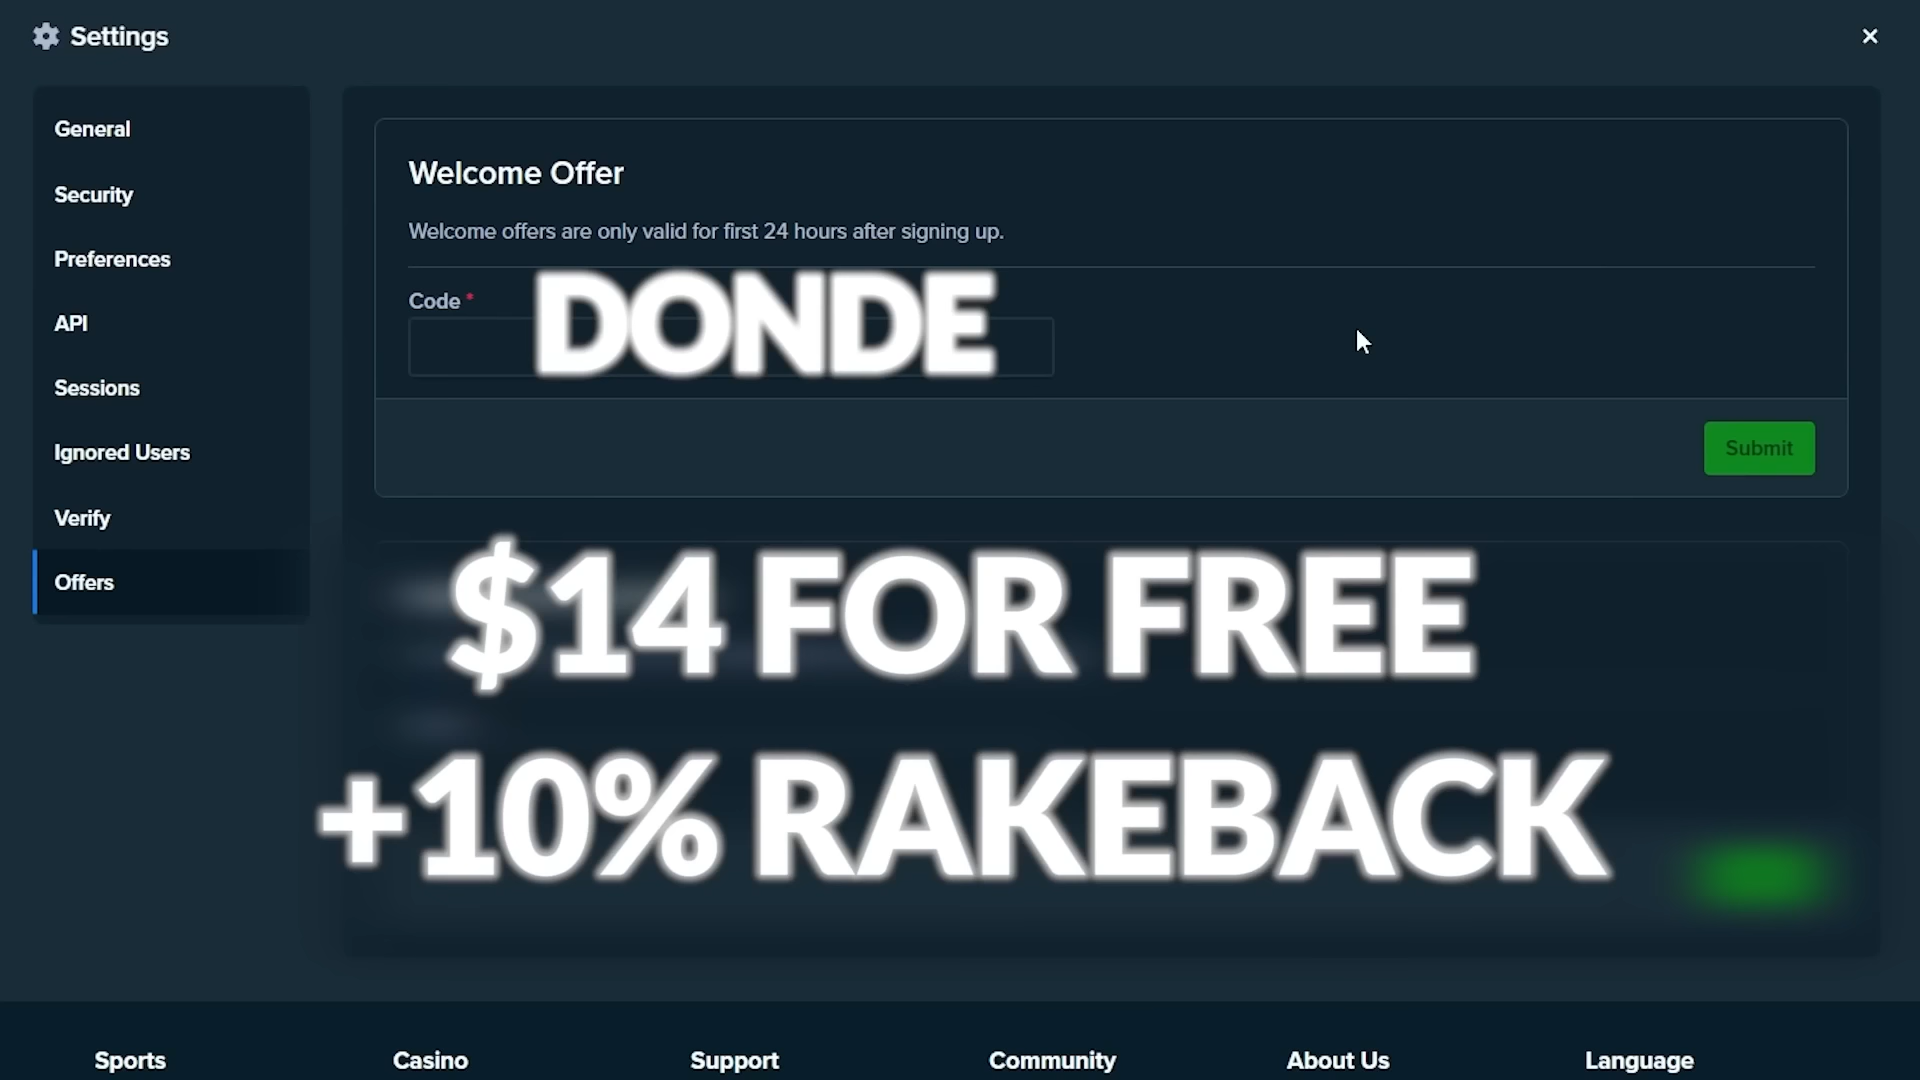 Settings
General
Security
Preferences
API
Sessions
Ignored Users
Verify
Offers
Welcome Offer
Welcome offers are only valid for first 24 hours after signing up.
Code *
DONDE
Submit
$14 FOR FREE
+10% RAKEBACK
Sports
Casino
Support
Community
About Us
Language